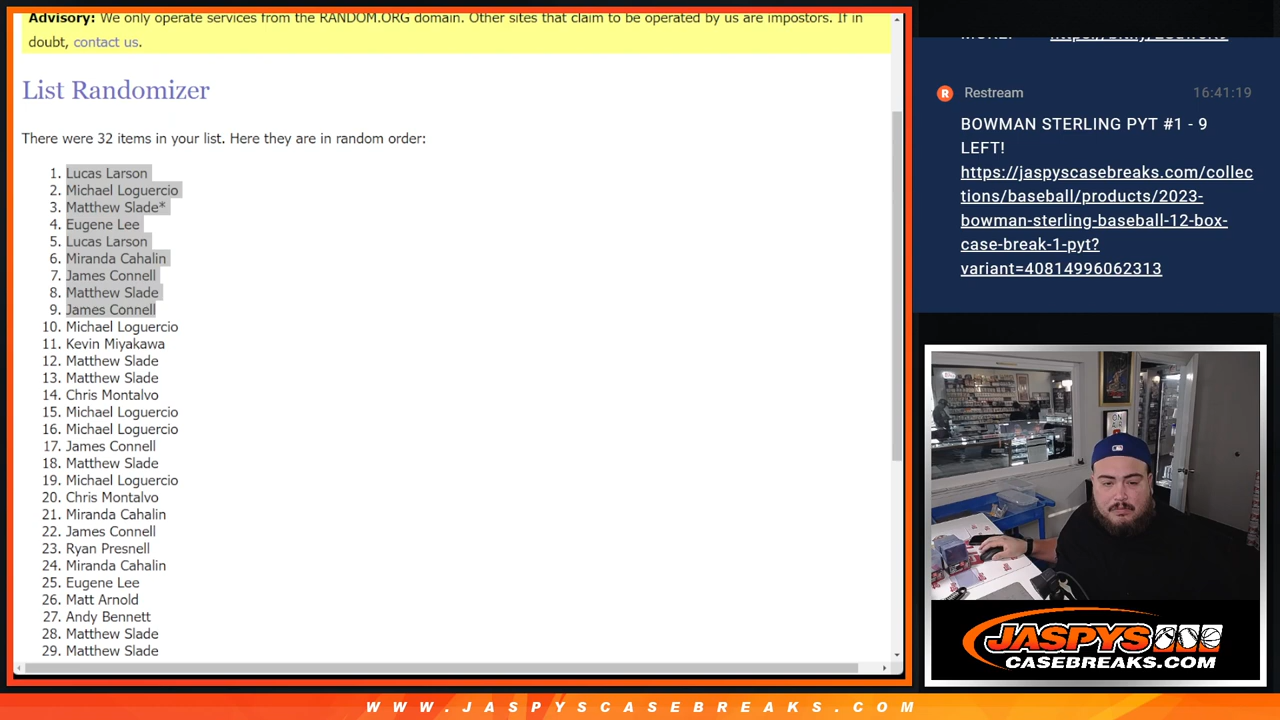 Advisory: We only operate services from the RANDOM.ORG domain. Other sites that claim to be operated by us are impostors. If in
doubt, contact us.
List Randomizer
There were 32 items in your list. Here they are in random order:
1. Lucas Larson
2. Michael Loguercio
3. Matthew Slade*
4. Eugene Lee
5. Lucas Larson
6. Miranda Cahalin
7. James Connell
8. Matthew Slade
9. James Connell
10. Michael Loguercio
11. Kevin Miyakawa
12. Matthew Slade
13. Matthew Slade
14. Chris Montalvo
15. Michael Loguercio
16. Michael Loguercio
17. James Connell
18. Matthew Slade
19. Michael Loguercio
20. Chris Montalvo
21. Miranda Cahalin
22. James Connell
23. Ryan Presnell
24. Miranda Cahalin
25. Eugene Lee
26. Matt Arnold
27. Andy Bennett
28. Matthew Slade
29. Matthew Slade
R Restream 16:41:19
BOWMAN STERLING PYT #1 - 9
LEFT!
https://jaspyscasebreaks.com/collec
tions/baseball/products/2023-
bowman-sterling-baseball-12-box-
case-break-1-pyt?
variant=40814996062313
ON
AIR
JASPYS
CASEBREAKS.COM
WWW.JASPYSCASEBREAKS.COM